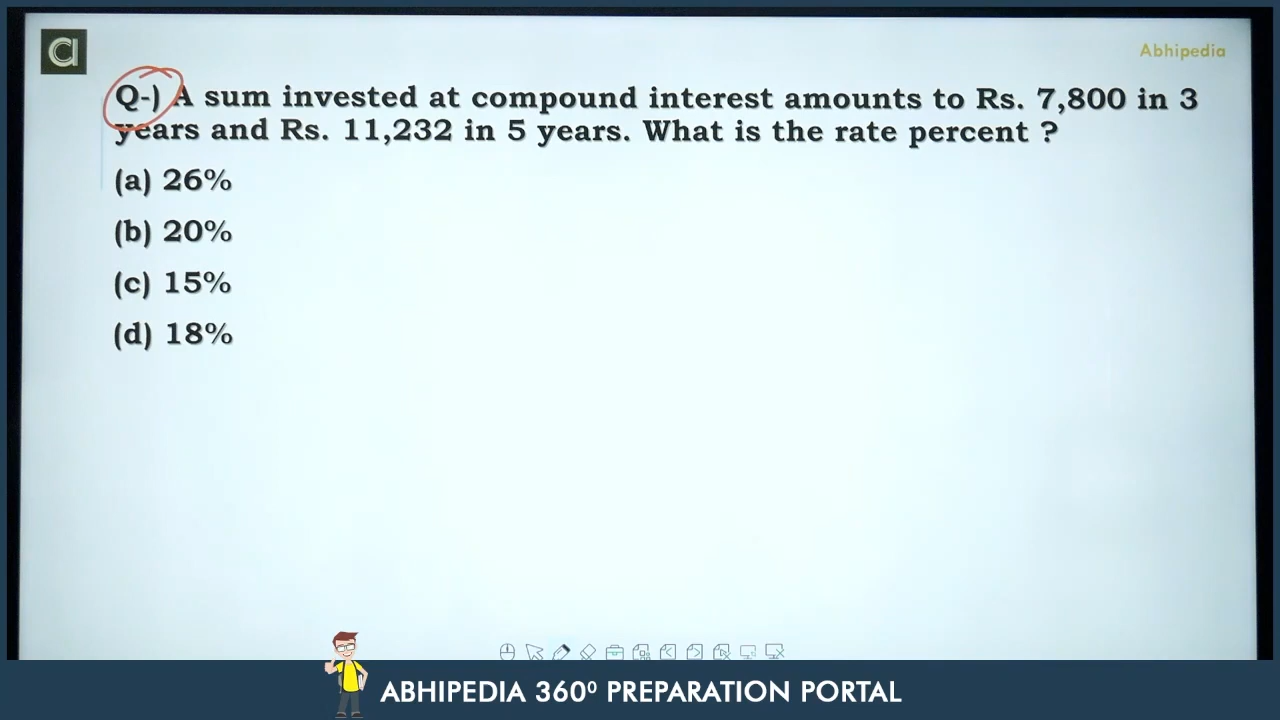 a
Abhipedia
Q-) A sum invested at compound interest amounts to Rs. 7,800 in 3
years and Rs. 11,232 in 5 years. What is the rate percent ?
(a) 26%
(b) 20%
(c) 15%
(d) 18%
ABHIPEDIA 360⁰ PREPARATION PORTAL